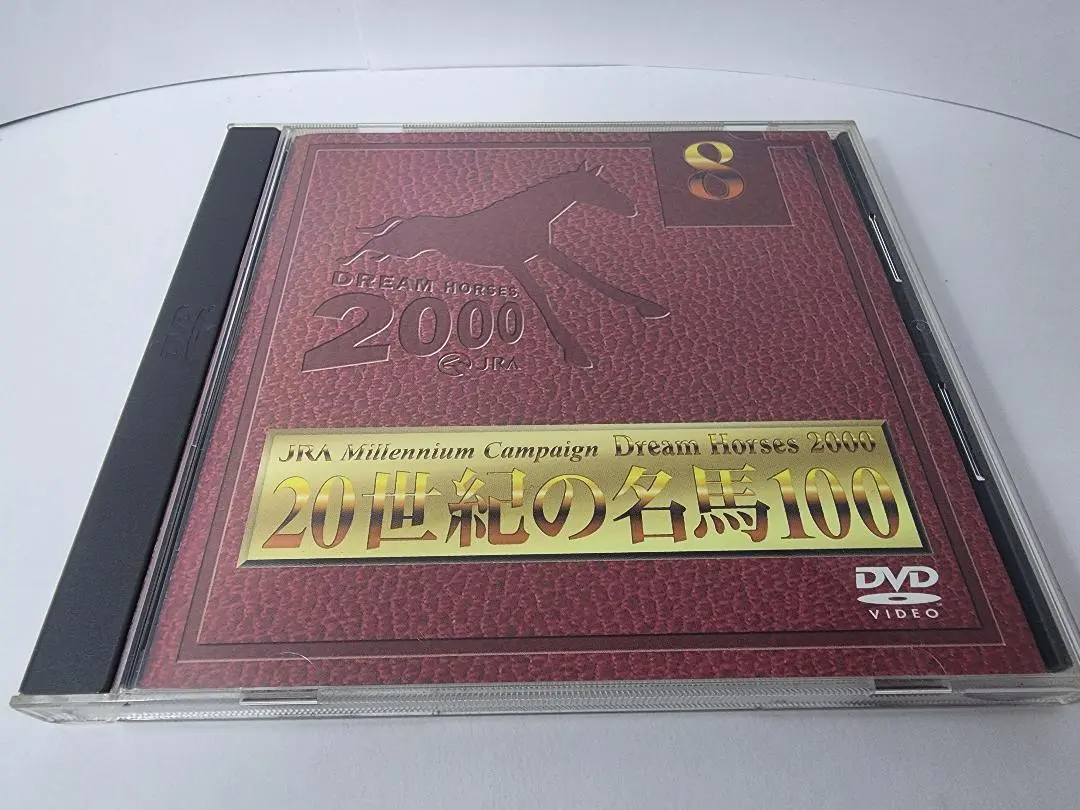 8
DREAM HORSES
2000
JRA
JRA Millennium Campaign Dream Horses 2000
20世紀の名馬100
DVD
VIDEO